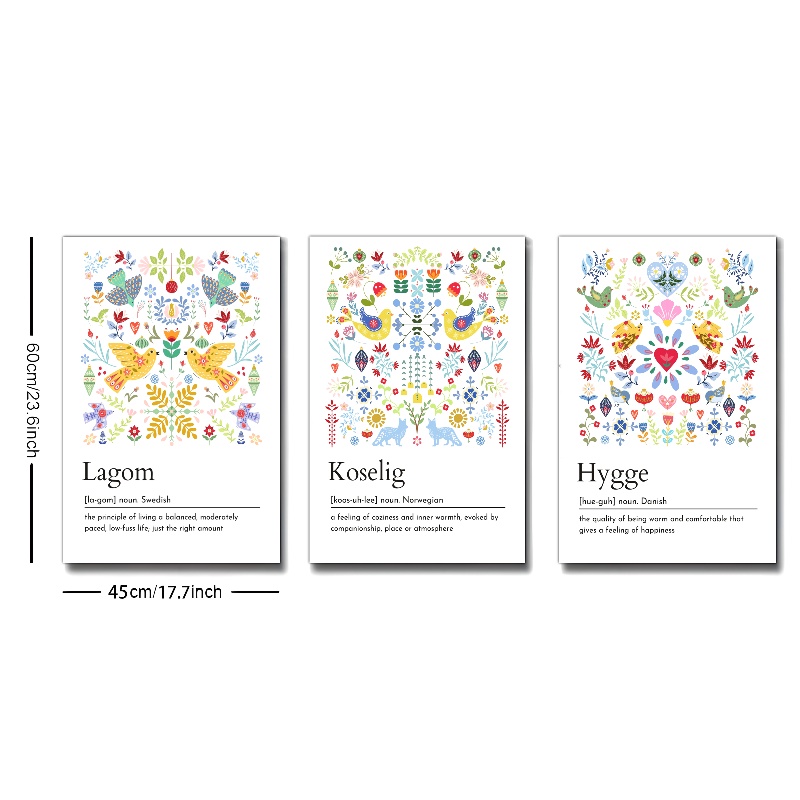 60cm/23.6inch
Lagom
[la-gom] noun. Swedish
the principle of living a balanced, moderately
paced, low-fuss life; just the right amount
Koselig
[koos-uh-lee] noun. Norwegian
a feeling of coziness and inner warmth, evoked by
companionship, place or atmosphere
Hygge
[hue-guh] noun. Danish
the quality of being warm and comfortable that
gives a feeling of happiness
45cm/17.7inch